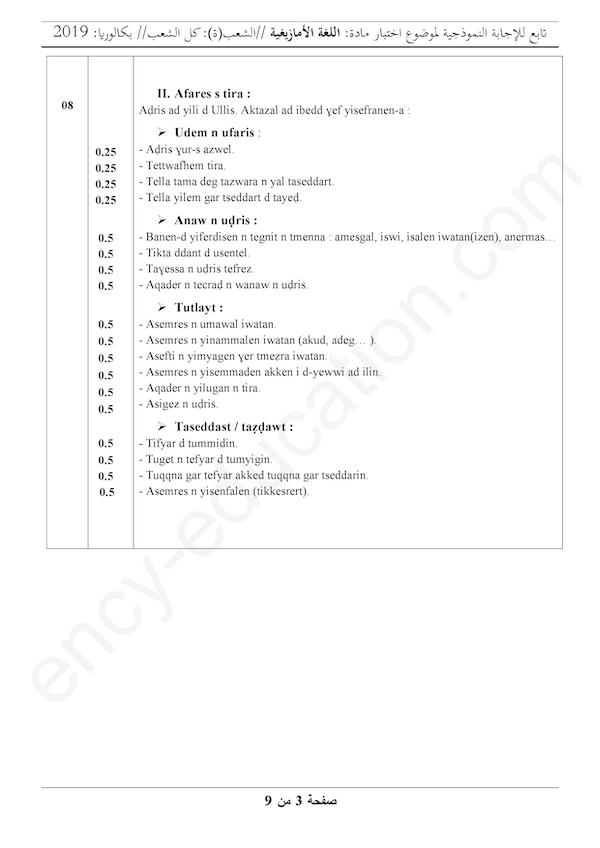 تابع للإجابة النموذجية لموضوع اختبار مادة: اللغة الأمازيغية //الشعب(ة): كل الشعب// بكالوريا: 2019
08
II. Afares s tira :
Aḍris ad yili d Ullis. Aktazal ad ibedd ɣef yisefranen-a :
➢ Udem n ufaris :
0.25 - Aḍris ɣur-s azwel.
0.25 - Tettwafhem tira.
0.25 - Tella tama deg tazwara n yal taseddart.
0.25 - Tella yilem gar tseddart d tayeḍ.
➢ Anaw n uḍris :
0.5 - Banen-d yiferdisen n tegnit n tmenna : amesgal, iswi, isalen iwatan(izen), anermas…
0.5 - Tikta ddant d usentel.
0.5 - Taɣessa n uḍris tefrez.
0.5 - Aqader n tecraḍ n wanaw n uḍris.
➢ Tutlayt :
0.5 - Asemres n umawal iwatan.
0.5 - Asemres n yinammalen iwatan (akud, adeg… ).
0.5 - Asefti n yimyagen ɣer tmeẓra iwatan.
0.5 - Asemres n yisemmaden akken i d-yewwi ad ilin.
0.5 - Aqader n yilugan n tira.
0.5 - Asigez n uḍris.
➢ Taseddast / taẓḍawt :
0.5 - Tifyar d tummidin.
0.5 - Tuget n tefyar d tumyigin.
0.5 - Tuqqna gar tefyar akked tuqqna gar tseddarin.
0.5 - Asemres n yisenfalen (tikkesrert).
ency-education.com
صفحة 3 من 9